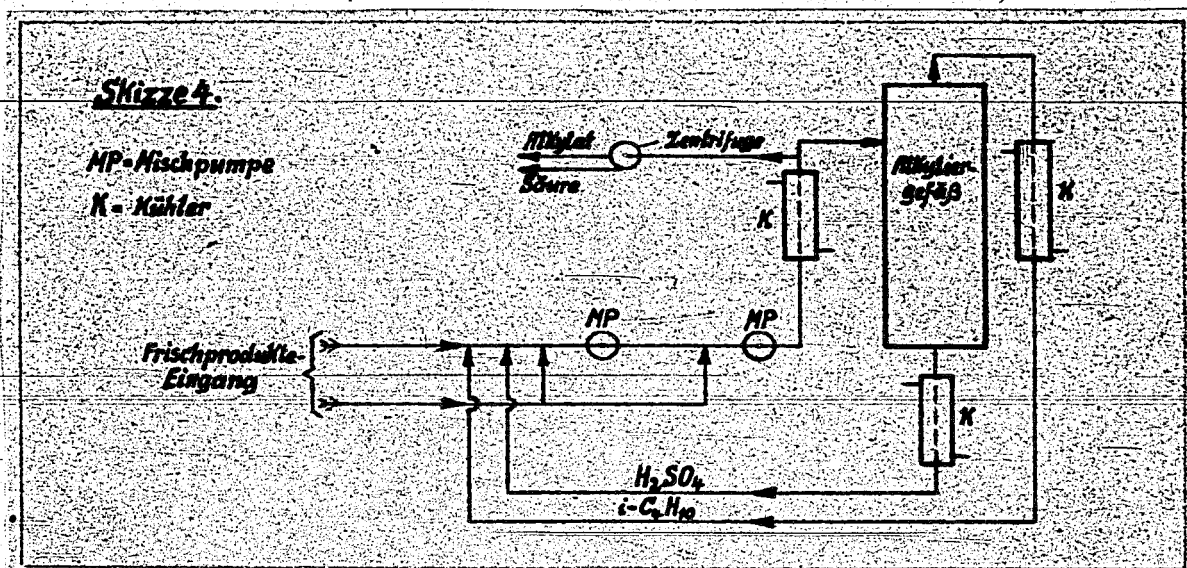 Skizze 4.
MP = Mischpumpe
K = Kühler
Alkylat
Zentrifuge
Säure
K
Alkylier-
gefäß
K
MP
MP
Frischprodukte-
Eingang
K
H₂SO₄
i-C₄H₁₀